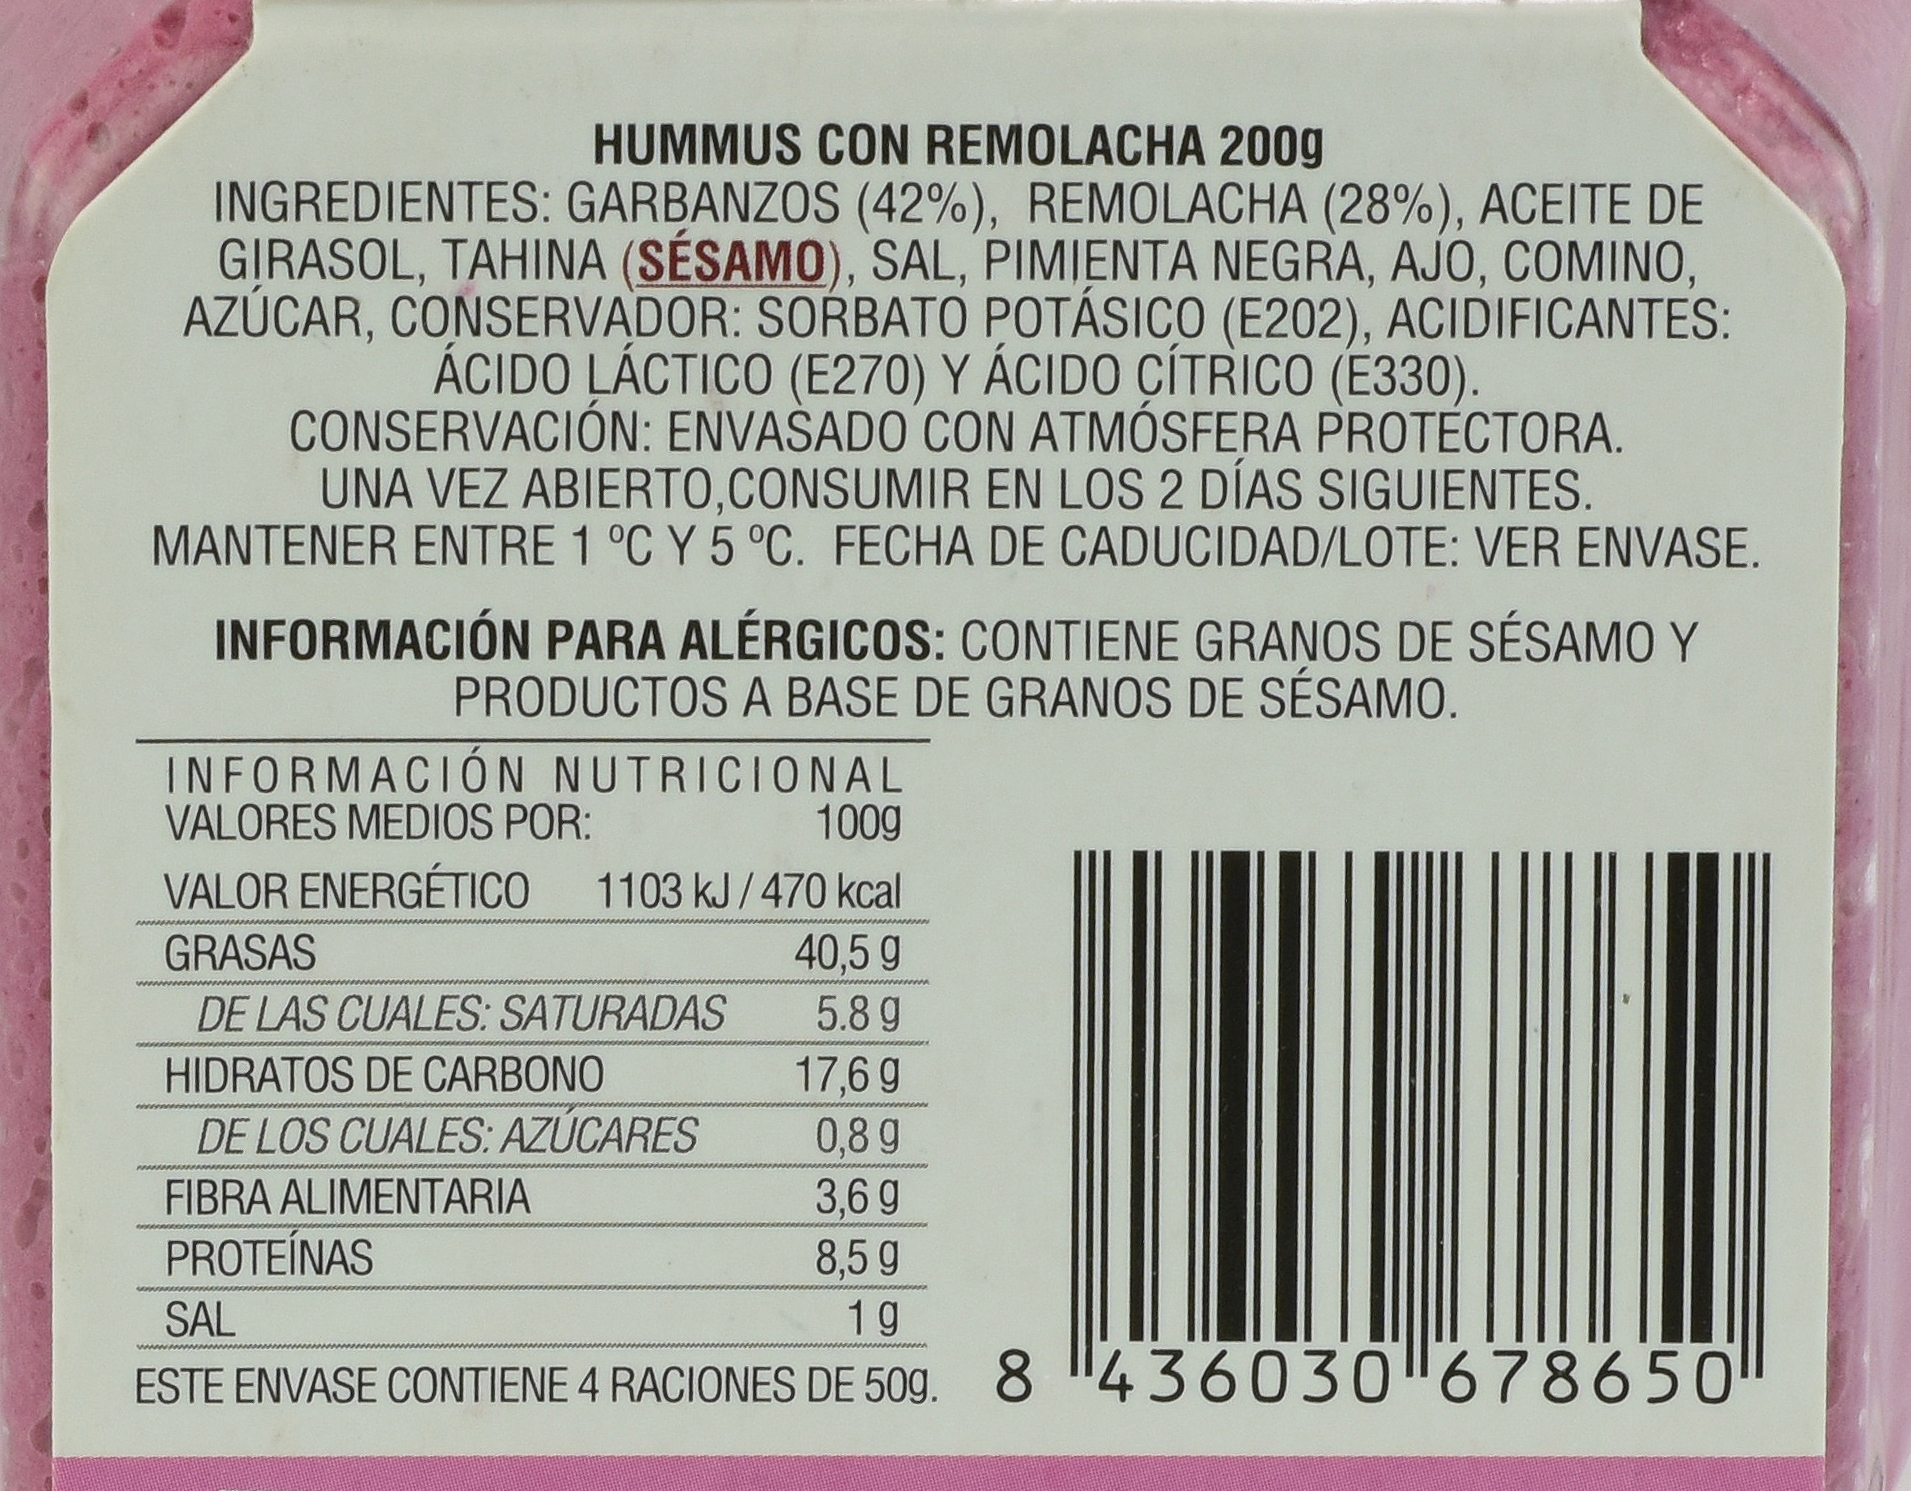 HUMMUS CON REMOLACHA 200g
INGREDIENTES: GARBANZOS (42%), REMOLACHA (28%), ACEITE DE
GIRASOL, TAHINA (SÉSAMO), SAL, PIMIENTA NEGRA, AJO, COMINO,
AZÚCAR, CONSERVADOR: SORBATO POTÁSICO (E202), ACIDIFICANTES:
ÁCIDO LÁCTICO (E270) Y ÁCIDO CÍTRICO (E330).
CONSERVACIÓN: ENVASADO CON ATMÓSFERA PROTECTORA.
UNA VEZ ABIERTO,CONSUMIR EN LOS 2 DÍAS SIGUIENTES.
MANTENER ENTRE 1 ºC Y 5 ºC. FECHA DE CADUCIDAD/LOTE: VER ENVASE.
INFORMACIÓN PARA ALÉRGICOS: CONTIENE GRANOS DE SÉSAMO Y
PRODUCTOS A BASE DE GRANOS DE SÉSAMO.
INFORMACIÓN NUTRICIONAL
VALORES MEDIOS POR: 100g
VALOR ENERGÉTICO 1103 kJ / 470 kcal
GRASAS 40,5 g
DE LAS CUALES: SATURADAS 5.8 g
HIDRATOS DE CARBONO 17,6 g
DE LOS CUALES: AZÚCARES 0,8 g
FIBRA ALIMENTARIA 3,6 g
PROTEÍNAS 8,5 g
SAL 1 g
ESTE ENVASE CONTIENE 4 RACIONES DE 50g.
8 436030 678650